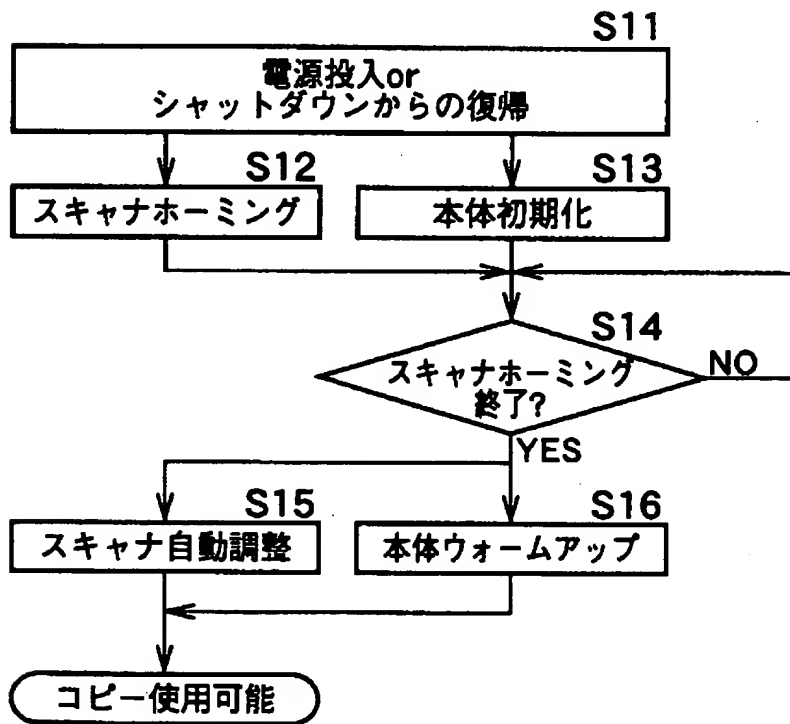 S11
電源投入or
シャットダウンからの復帰
S12
スキャナホーミング
S13
本体初期化
S14
スキャナホーミング
終了?
NO
YES
S15
スキャナ自動調整
S16
本体ウォームアップ
コピー使用可能